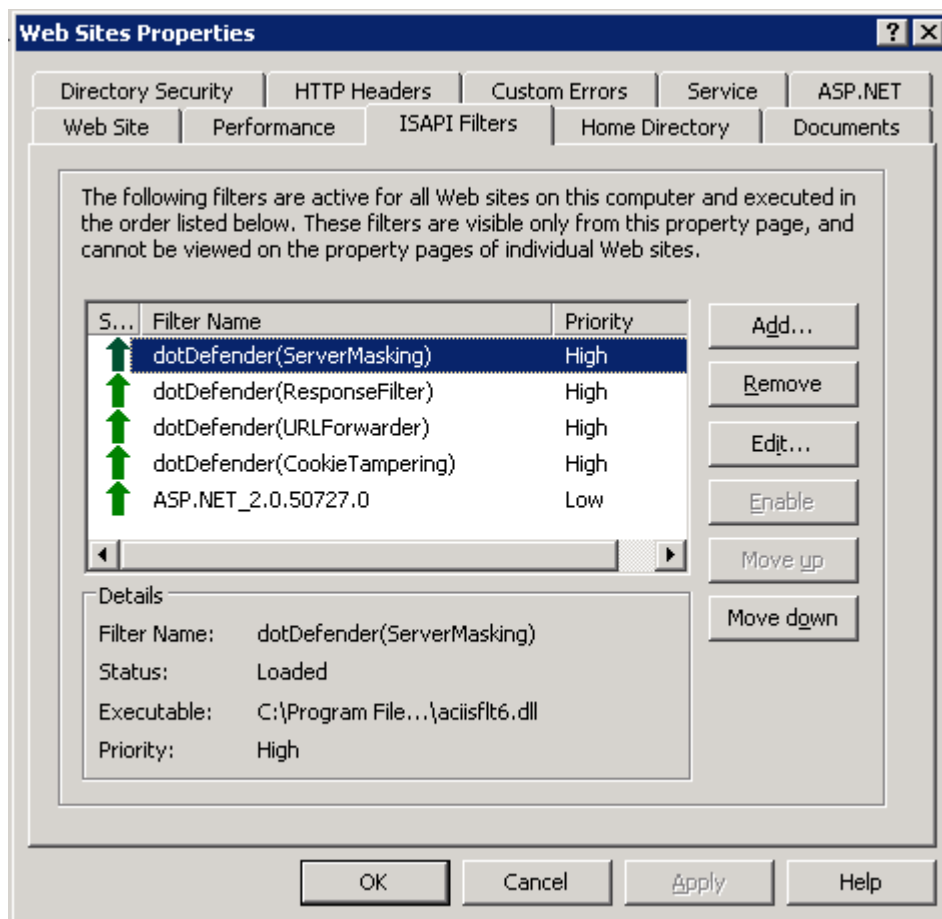 Web Sites Properties
Directory Security HTTP Headers Custom Errors Service ASP.NET
Web Site Performance ISAPI Filters Home Directory Documents
The following filters are active for all Web sites on this computer and executed in
the order listed below. These filters are visible only from this property page, and
cannot be viewed on the property pages of individual Web sites.
S... Filter Name Priority
dotDefender(ServerMasking) High
dotDefender(ResponseFilter) High
dotDefender(URLForwarder) High
dotDefender(CookieTampering) High
ASP.NET_2.0.50727.0 Low
Add...
Remove
Edit...
Enable
Move up
Move down
Details
Filter Name: dotDefender(ServerMasking)
Status: Loaded
Executable: C:\Program File...\aciisflt6.dll
Priority: High
OK Cancel Apply Help